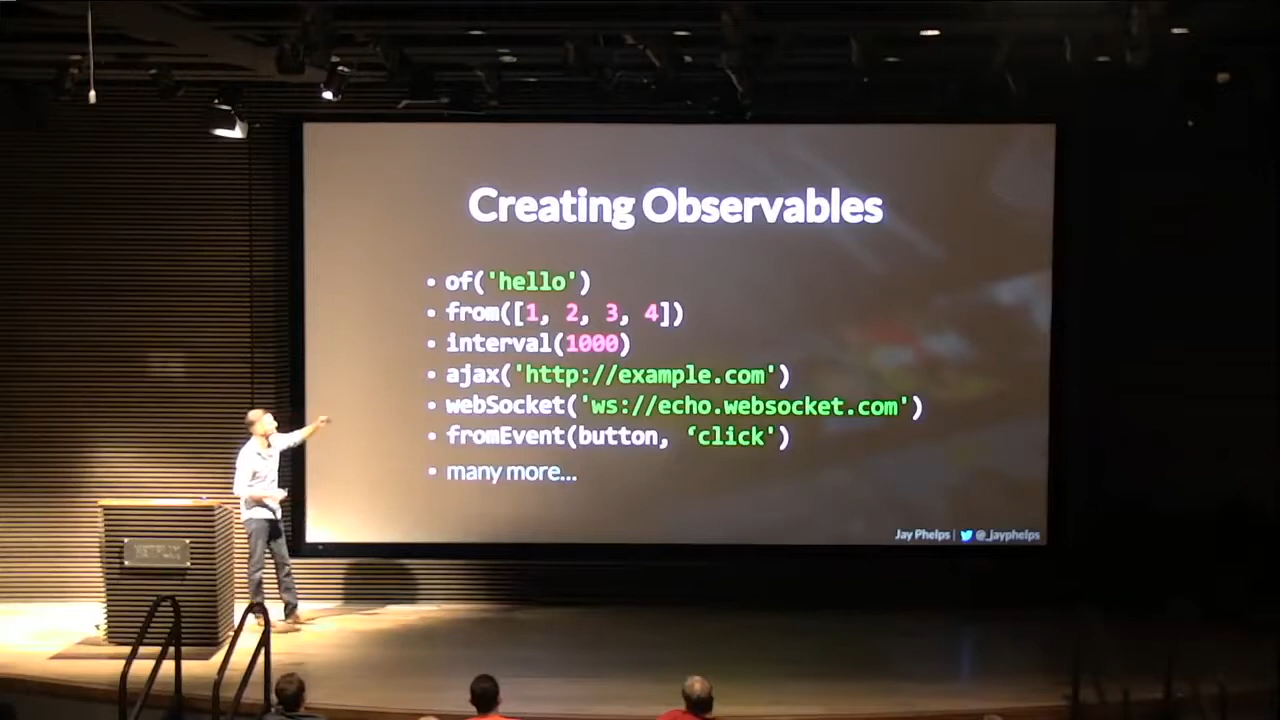 Creating Observables
• of('hello')
• from([1, 2, 3, 4])
• interval(1000)
• ajax('http://example.com')
• webSocket('ws://echo.websocket.com')
• fromEvent(button, ‘click')
• many more...
Jay Phelps | @_jayphelps
NETFLIX